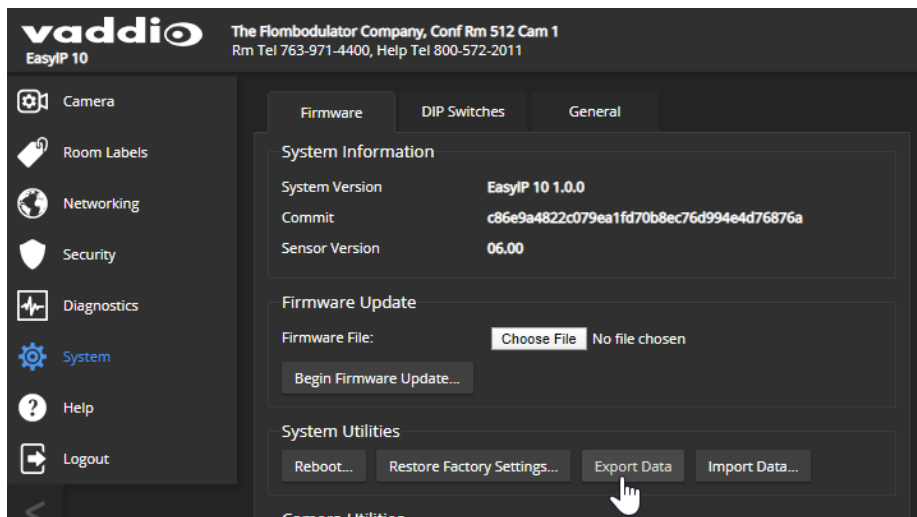 vaddio
EasyIP 10
The Flombodulator Company, Conf Rm 512 Cam 1
Rm Tel 763-971-4400, Help Tel 800-572-2011
Camera
Room Labels
Networking
Security
Diagnostics
System
Help
Logout
Firmware
DIP Switches
General
System Information
System Version EasyIP 10 1.0.0
Commit c86e9a4822c079ea1fd70b8ec76d994e4d76876a
Sensor Version 06.00
Firmware Update
Firmware File: Choose File No file chosen
Begin Firmware Update...
System Utilities
Reboot... Restore Factory Settings... Export Data Import Data...